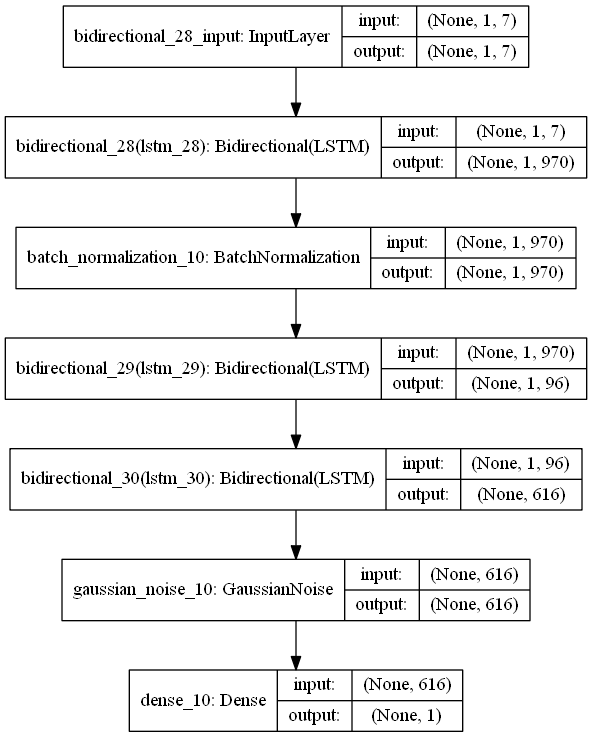 bidirectional_28_input: InputLayer
input:
(None, 1, 7)
output:
(None, 1, 7)
bidirectional_28(lstm_28): Bidirectional(LSTM)
input:
(None, 1, 7)
output:
(None, 1, 970)
batch_normalization_10: BatchNormalization
input:
(None, 1, 970)
output:
(None, 1, 970)
bidirectional_29(lstm_29): Bidirectional(LSTM)
input:
(None, 1, 970)
output:
(None, 1, 96)
bidirectional_30(lstm_30): Bidirectional(LSTM)
input:
(None, 1, 96)
output:
(None, 616)
gaussian_noise_10: GaussianNoise
input:
(None, 616)
output:
(None, 616)
dense_10: Dense
input:
(None, 616)
output:
(None, 1)